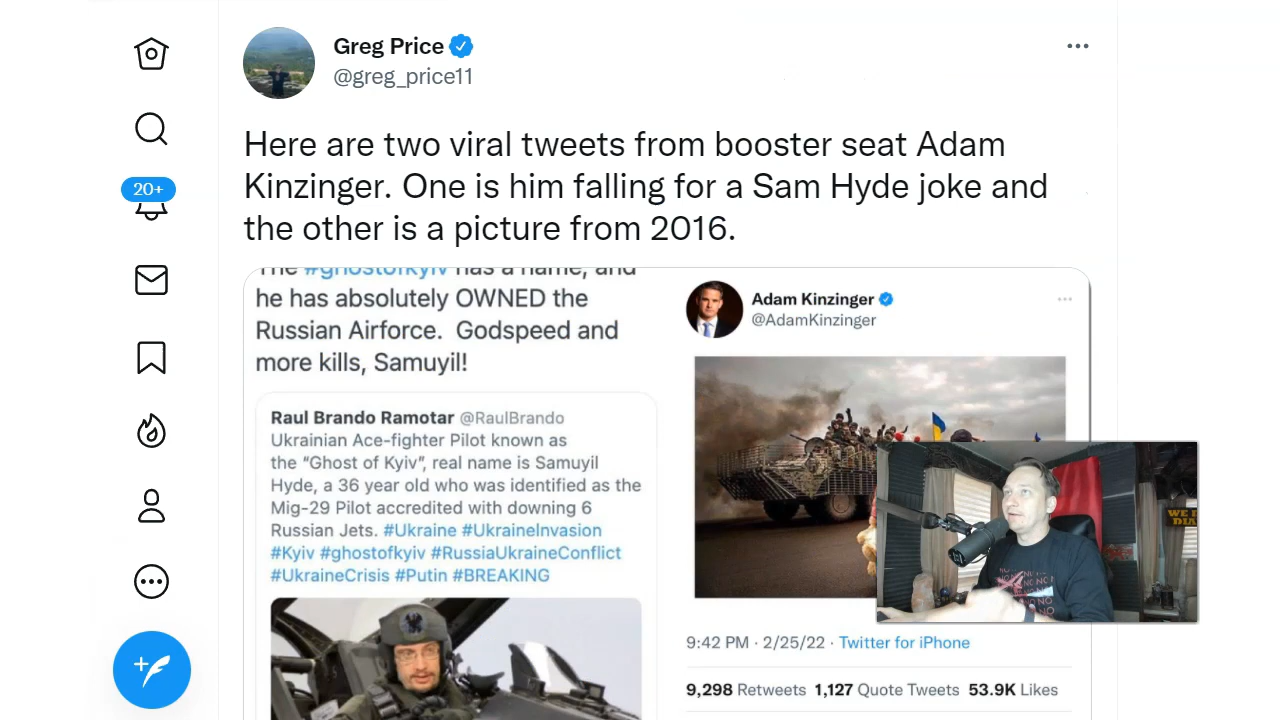 Greg Price
@greg_price11
20+
Here are two viral tweets from booster seat Adam
Kinzinger. One is him falling for a Sam Hyde joke and
the other is a picture from 2016.
The #ghostofkyiv has a name, and
he has absolutely OWNED the
Russian Airforce. Godspeed and
more kills, Samuyil!
Raul Brando Ramotar @RaulBrando
Ukrainian Ace-fighter Pilot known as
the “Ghost of Kyiv”, real name is Samuyil
Hyde, a 36 year old who was identified as the
Mig-29 Pilot accredited with downing 6
Russian Jets. #Ukraine #UkraineInvasion
#Kyiv #ghostofkyiv #RussiaUkraineConflict
#UkraineCrisis #Putin #BREAKING
Adam Kinzinger
@AdamKinzinger
9:42 PM · 2/25/22 · Twitter for iPhone
9,298 Retweets 1,127 Quote Tweets 53.9K Likes